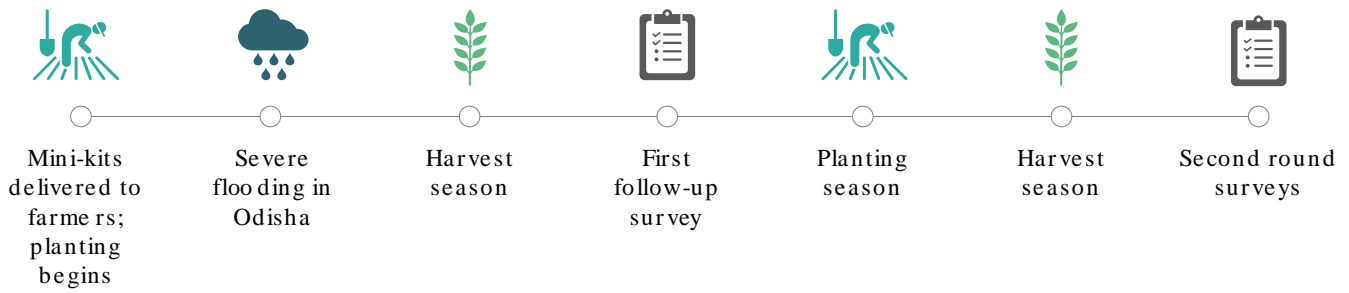 Mini-kits
delivered to
farmers;
planting
begins
Severe
flooding in
Odisha
Harvest
season
First
follow-up
survey
Planting
season
Harvest
season
Second round
surveys